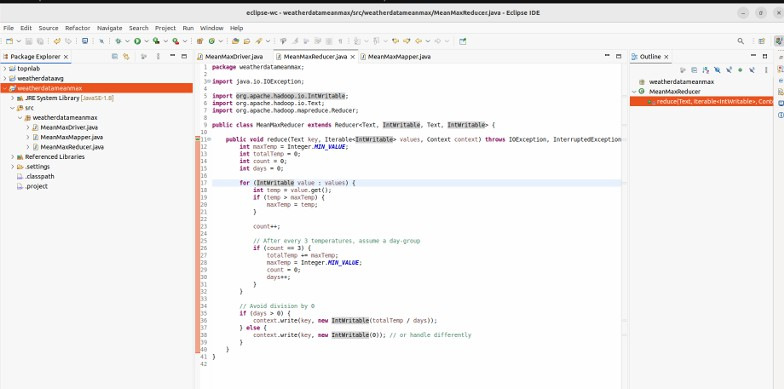 eclipse-wc - weatherdatameanmax/src/weatherdatameanmax/MeanMaxReducer.java - Eclipse IDE
File Edit Source Refactor Navigate Search Project Run Window Help
Package Explorer
topnlab
weatherdataavg
weatherdatameanmax
JRE System Library [JavaSE-1.8]
src
weatherdatameanmax
MeanMaxDriver.java
MeanMaxMapper.java
MeanMaxReducer.java
Referenced Libraries
.settings
.classpath
.project
MeanMaxDriver.java MeanMaxReducer.java MeanMaxMapper.java
1 package weatherdatameanmax;
2
3 import java.io.IOException;
4
5 import org.apache.hadoop.io.IntWritable;
6 import org.apache.hadoop.io.Text;
7 import org.apache.hadoop.mapreduce.Reducer;
8
9 public class MeanMaxReducer extends Reducer<Text, IntWritable, Text, IntWritable> {
10
11 public void reduce(Text key, Iterable<IntWritable> values, Context context) throws IOException, InterruptedException
12 int maxTemp = Integer.MIN_VALUE;
13 int totalTemp = 0;
14 int count = 0;
15 int days = 0;
16
17 for (IntWritable value : values) {
18 int temp = value.get();
19 if (temp > maxTemp) {
20 maxTemp = temp;
21 }
22
23 count++;
24
25 // After every 3 temperatures, assume a day-group
26 if (count == 3) {
27 totalTemp += maxTemp;
28 maxTemp = Integer.MIN_VALUE;
29 count = 0;
30 days++;
31 }
32 }
33
34 // Avoid division by 0
35 if (days > 0) {
36 context.write(key, new IntWritable(totalTemp / days));
37 } else {
38 context.write(key, new IntWritable(0)); // or handle differently
39 }
40 }
41 }
42
Outline
weatherdatameanmax
MeanMaxReducer
reduce(Text, Iterable<IntWritable>, Cont